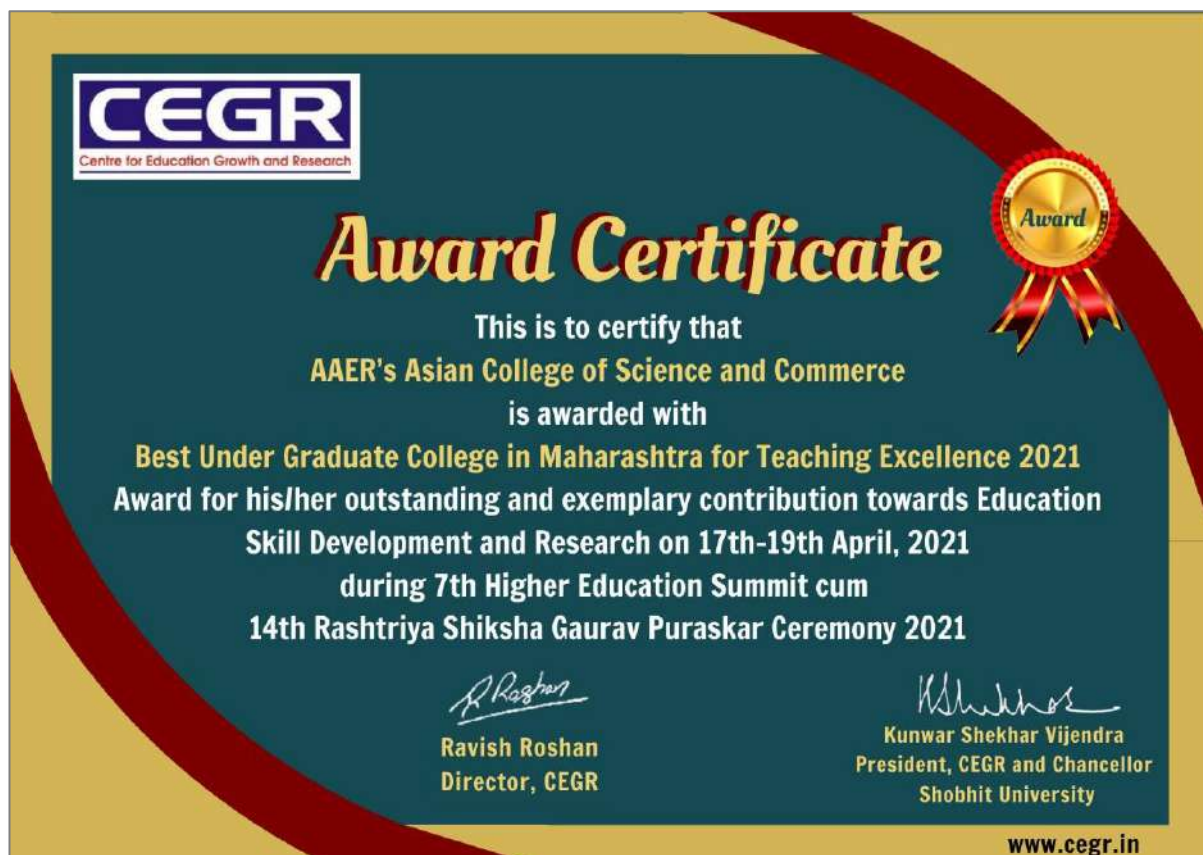 CEGR
Centre for Education Growth and Research
Award Certificate
Award
This is to certify that
AAER's Asian College of Science and Commerce
is awarded with
Best Under Graduate College in Maharashtra for Teaching Excellence 2021
Award for his/her outstanding and exemplary contribution towards Education
Skill Development and Research on 17th-19th April, 2021
during 7th Higher Education Summit cum
14th Rashtriya Shiksha Gaurav Puraskar Ceremony 2021
R Roshan
Ravish Roshan
Director, CEGR
Kunwar Shekhar Vijendra
President, CEGR and Chancellor
Shobhit University
www.cegr.in